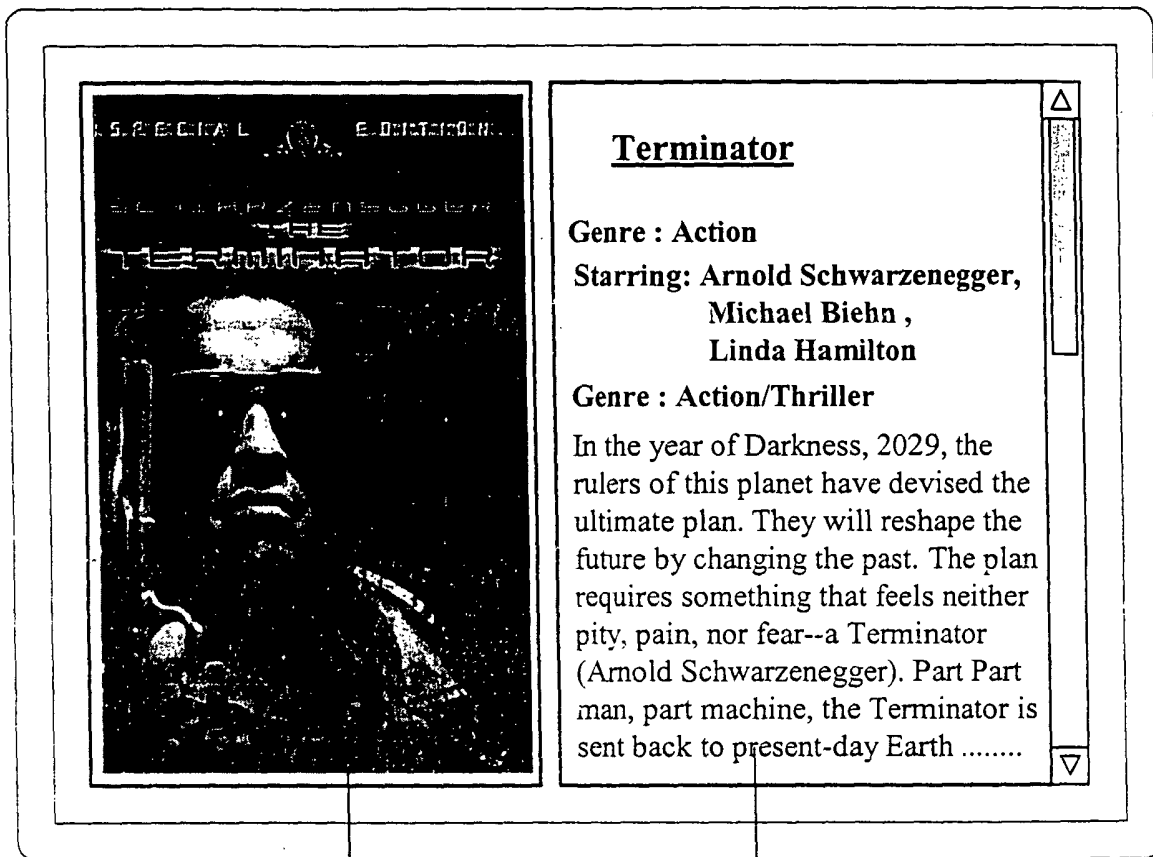 S P E C I A L E D I T I O N
SCHWARZENEGGER
THE
TERMINATOR
Terminator
Genre : Action
Starring: Arnold Schwarzenegger,
Michael Biehn ,
Linda Hamilton
Genre : Action/Thriller
In the year of Darkness, 2029, the
rulers of this planet have devised the
ultimate plan. They will reshape the
future by changing the past. The plan
requires something that feels neither
pity, pain, nor fear--a Terminator
(Arnold Schwarzenegger). Part Part
man, part machine, the Terminator is
sent back to present-day Earth ........